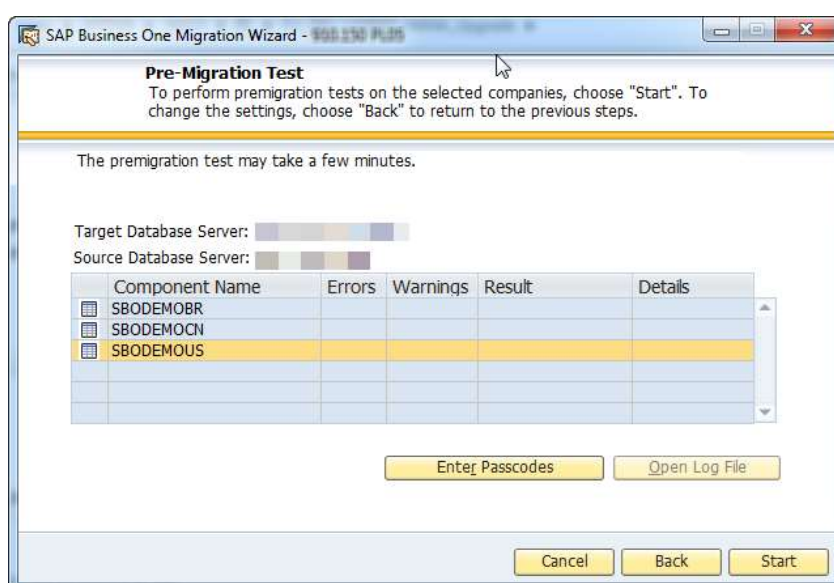 SAP Business One Migration Wizard -
Pre-Migration Test
To perform premigration tests on the selected companies, choose "Start". To
change the settings, choose "Back" to return to the previous steps.
The premigration test may take a few minutes.
Target Database Server:
Source Database Server:
Component Name Errors Warnings Result Details
SBODEMOBR
SBODEMOCN
SBODEMOUS
Enter Passcodes Open Log File
Cancel Back Start